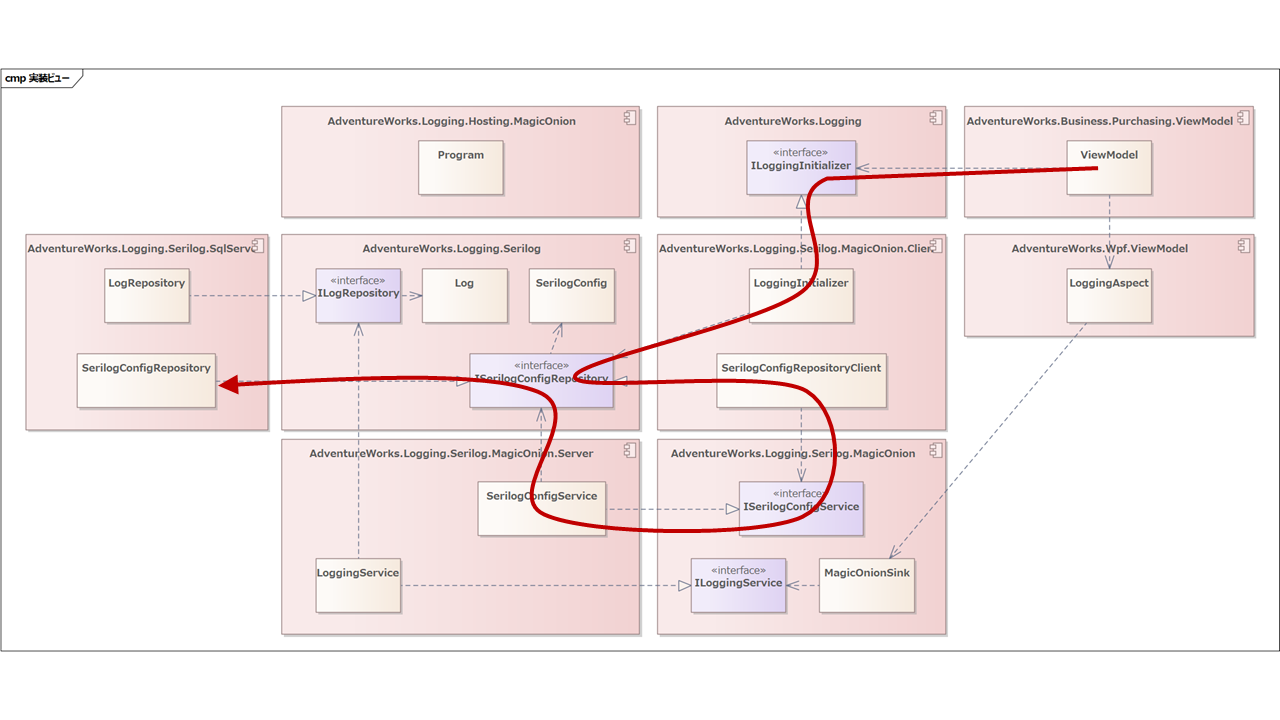 cmp 実装ビュー
AdventureWorks.Logging.Hosting.MagicOnion
Program
AdventureWorks.Logging
«interface»
ILoggingInitializer
AdventureWorks.Business.Purchasing.ViewModel
ViewModel
AdventureWorks.Logging.Serilog.SqlServ
LogRepository
SerilogConfigRepository
AdventureWorks.Logging.Serilog
«interface»
ILogRepository
Log
SerilogConfig
«interface»
ISerilogConfigRepository
AdventureWorks.Logging.Serilog.MagicOnion.Clien
LoggingInitializer
SerilogConfigRepositoryClient
AdventureWorks.Wpf.ViewModel
LoggingAspect
AdventureWorks.Logging.Serilog.MagicOnion.Server
SerilogConfigService
LoggingService
AdventureWorks.Logging.Serilog.MagicOnion
«interface»
ISerilogConfigService
«interface»
ILoggingService
MagicOnionSink